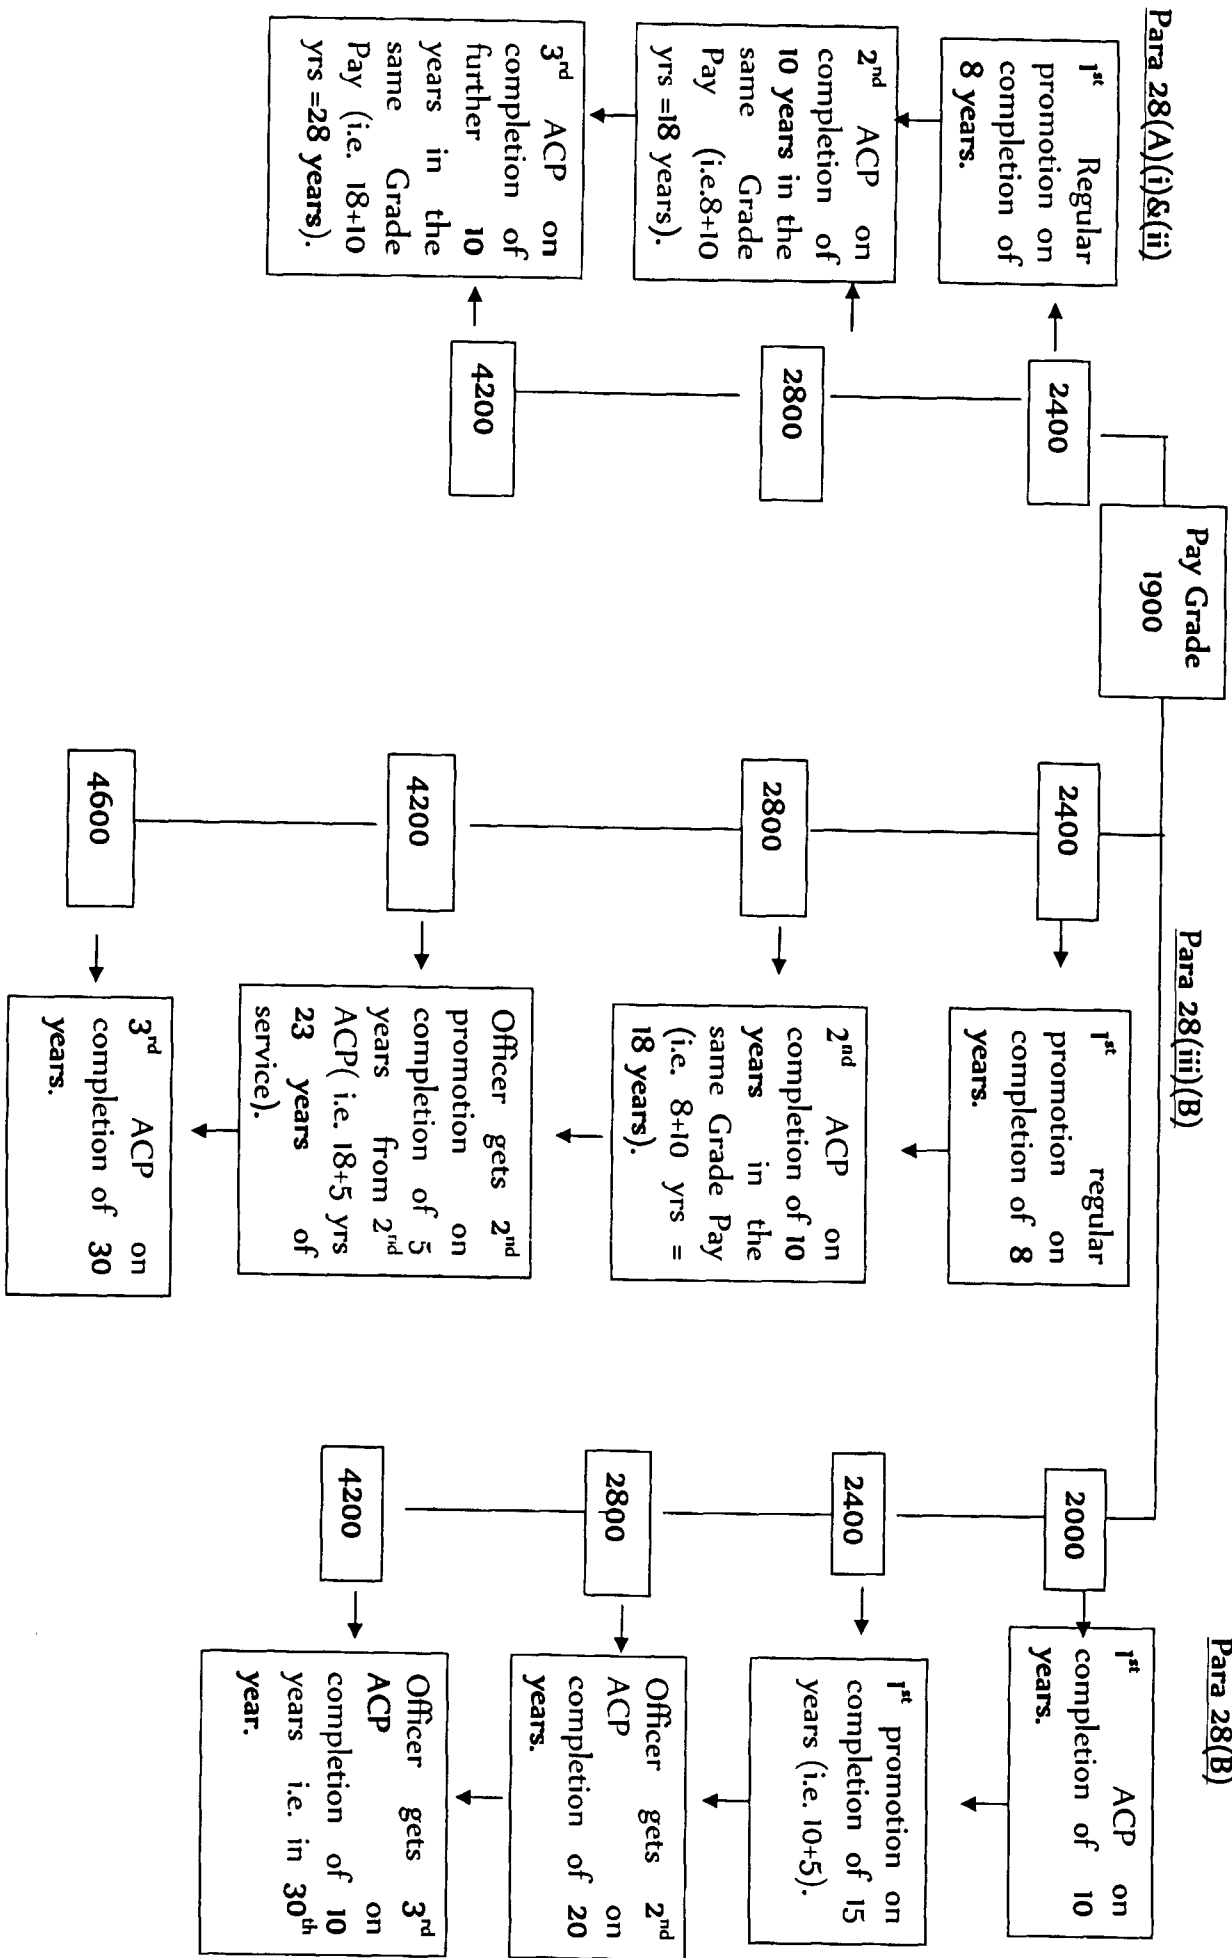 Para 28(A)(i)&(ii)
Para 28(iii)(B)
Para 28(B)
Pay Grade
1900
2400
1st Regular
promotion on
completion of
8 years.
2800
2nd ACP on
completion of
10 years in the
same Grade
Pay (i.e.8+10
yrs =18 years).
4200
3rd ACP on
completion of
further 10
years in the
same Grade
Pay (i.e. 18+10
yrs =28 years).
2400
1st regular
promotion on
completion of 8
years.
2800
2nd ACP on
completion of 10
years in the
same Grade Pay
(i.e. 8+10 yrs =
18 years).
4200
Officer gets 2nd
promotion on
completion of 5
years from 2nd
ACP( i.e. 18+5 yrs
23 years of
service).
4600
3rd ACP on
completion of 30
years.
2000
1st ACP on
completion of 10
years.
2400
1st promotion on
completion of 15
years (i.e. 10+5).
2800
Officer gets 2nd
ACP on
completion of 20
years.
4200
Officer gets 3rd
ACP on
completion of 10
years i.e. in 30th
year.